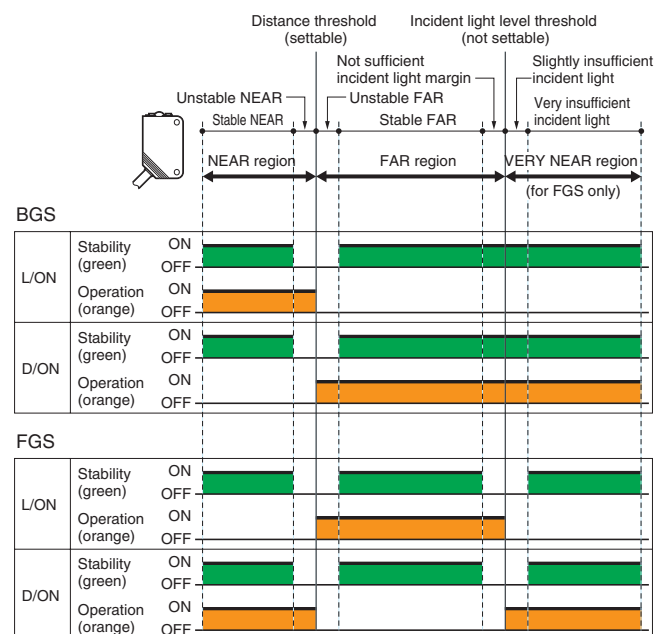 Distance threshold
(settable)
Incident light level threshold
(not settable)
Not sufficient
incident light margin
Slightly insufficient
incident light
Unstable NEAR
Unstable FAR
Very insufficient
incident light
Stable NEAR
Stable FAR
NEAR region
FAR region
VERY NEAR region
(for FGS only)
BGS
L/ON
Stability
(green)
ON
OFF
Operation
(orange)
ON
OFF
D/ON
Stability
(green)
ON
OFF
Operation
(orange)
ON
OFF
FGS
L/ON
Stability
(green)
ON
OFF
Operation
(orange)
ON
OFF
D/ON
Stability
(green)
ON
OFF
Operation
(orange)
ON
OFF